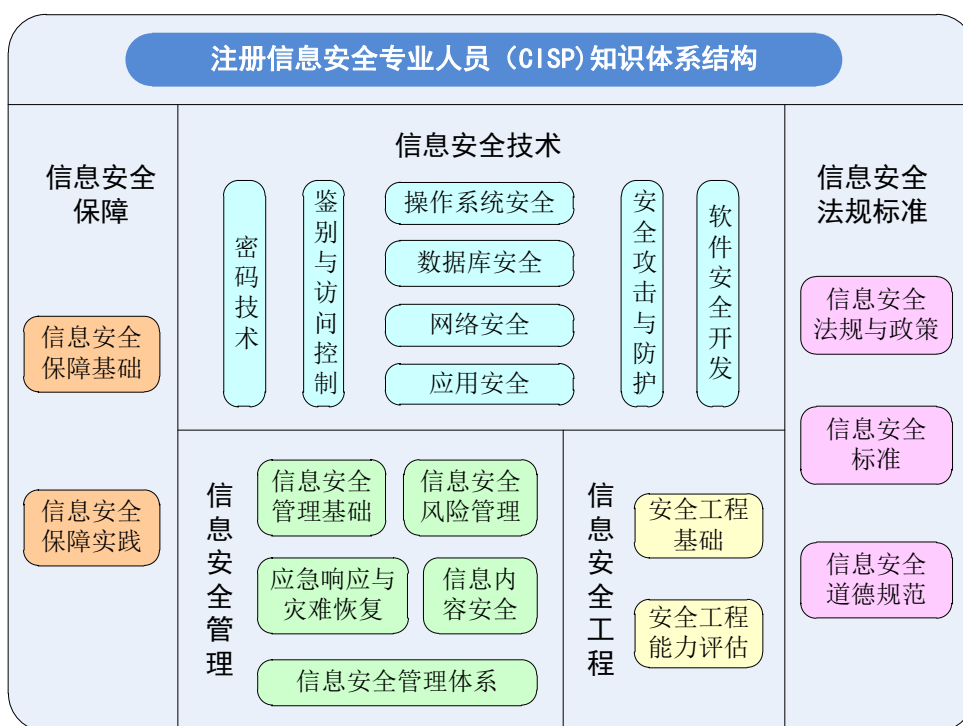 注册信息安全专业人员（CISP)知识体系结构
信息安全
保障
信息安全
保障基础
信息安全
保障实践
信息安全技术
密码技术
鉴别与访问控制
操作系统安全
数据库安全
网络安全
应用安全
安全攻击与防护
软件安全开发
信息安全管理
信息安全
管理基础
信息安全
风险管理
应急响应与
灾难恢复
信息内
容安全
信息安全管理体系
信息安全工程
安全工程
基础
安全工程
能力评估
信息安全
法规标准
信息安全
法规与政策
信息安全
标准
信息安全
道德规范